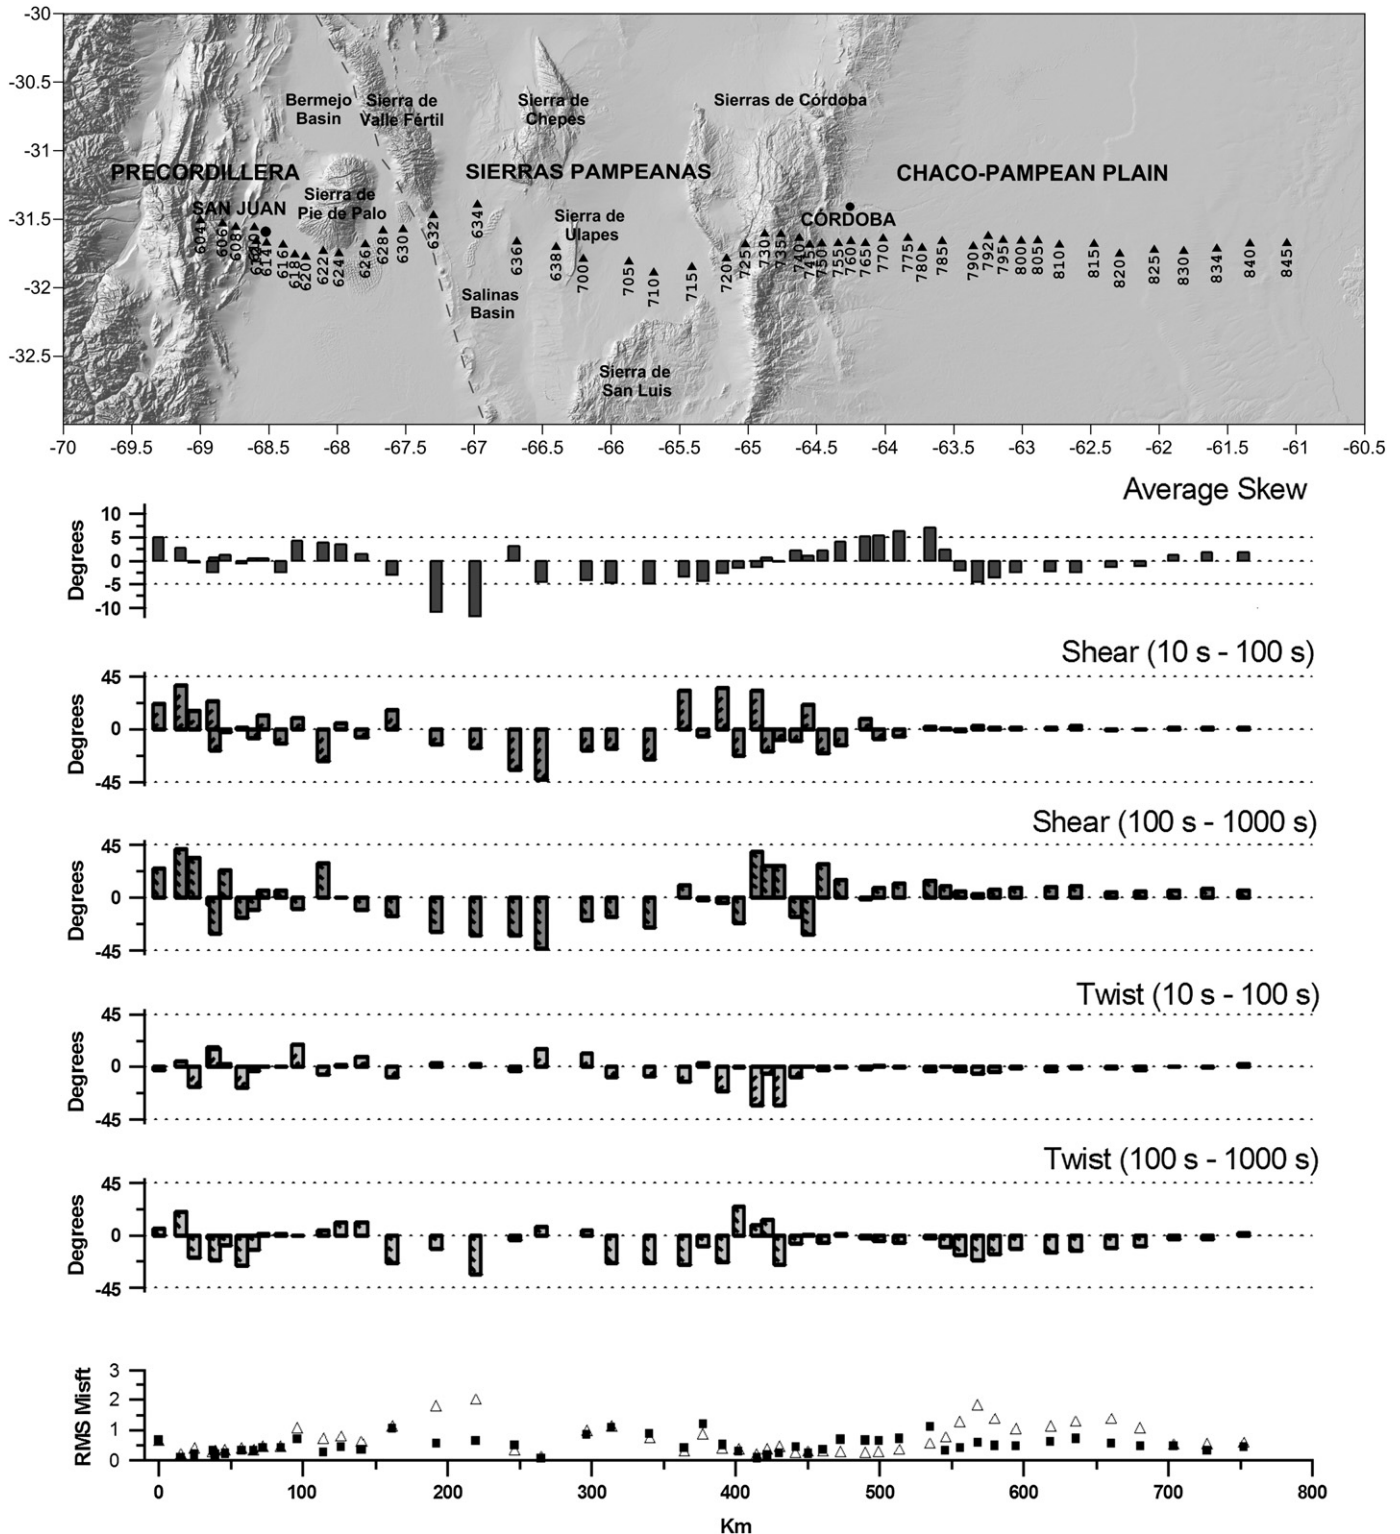 -30
-30.5
-31
-31.5
-32
-32.5
Bermejo
Basin
Sierra de
Valle Fértil
Sierra de
Chepes
Sierras de Córdoba
PRECORDILLERA
SIERRAS PAMPEANAS
CHACO-PAMPEAN PLAIN
Sierra de
Pie de Palo
SAN JUAN
Sierra de
Ulapes
CÓRDOBA
Salinas
Basin
Sierra de
San Luis
604 606 608 614 616 618 620 622 624 626 628 630 632 634 636 638 700 705 710 715 720 725 730 735 740 745 750 755 760 765 770 775 780 785 790 792 795 800 805 810 815 820 825 830 834 840 845
-70 -69.5 -69 -68.5 -68 -67.5 -67 -66.5 -66 -65.5 -65 -64.5 -64 -63.5 -63 -62.5 -62 -61.5 -61 -60.5
Average Skew
Degrees
10
5
0
-5
-10
Shear (10 s - 100 s)
Degrees
45
0
-45
Shear (100 s - 1000 s)
Degrees
45
0
-45
Twist (10 s - 100 s)
Degrees
45
0
-45
Twist (100 s - 1000 s)
Degrees
45
0
-45
RMS Misft
3
2
1
0
0 100 200 300 400 500 600 700 800
Km